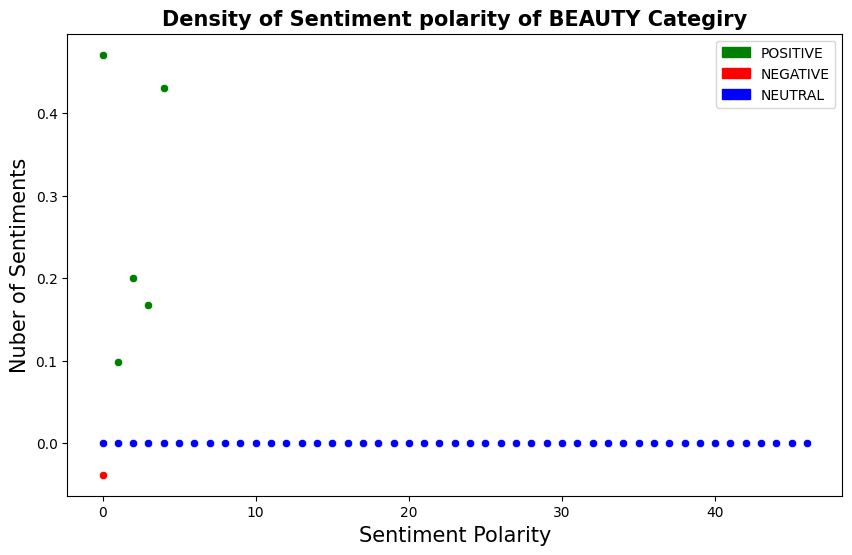 Density of Sentiment polarity of BEAUTY Categiry
POSITIVE
NEGATIVE
NEUTRAL
Nuber of Sentiments
0.4
0.3
0.2
0.1
0.0
0 10 20 30 40
Sentiment Polarity